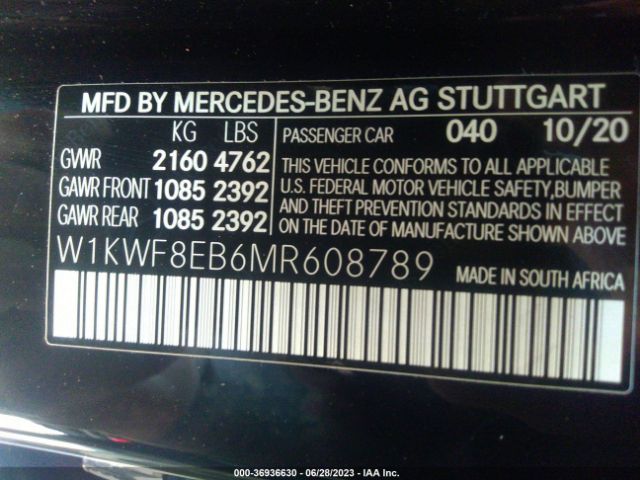 MFD BY MERCEDES-BENZ AG STUTTGART
KG LBS PASSENGER CAR 040 10/20
GVWR 2160 4762 THIS VEHICLE CONFORMS TO ALL APPLICABLE
GAWR FRONT 1085 2392 U.S. FEDERAL MOTOR VEHICLE SAFETY, BUMPER
GAWR REAR 1085 2392 AND THEFT PREVENTION STANDARDS IN EFFECT
ON THE DATE OF MANUFACTURE SHOWN ABOVE
W1KWF8EB6MR608789 MADE IN SOUTH AFRICA
000-36936630 - 06/28/2023 - IAA Inc.